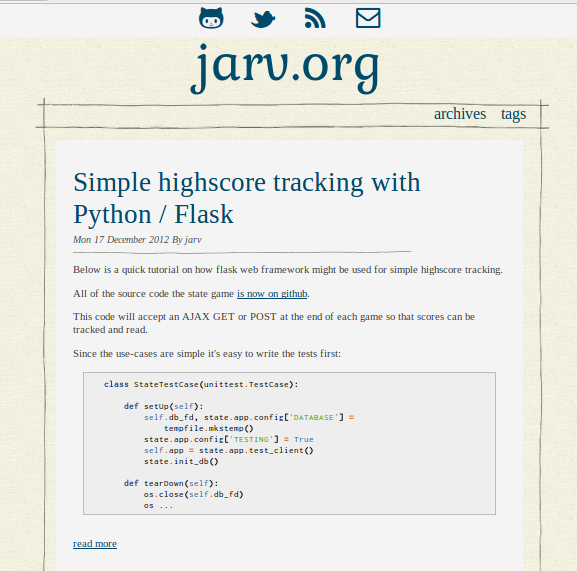 jarv.org
archives tags
Simple highscore tracking with
Python / Flask
Mon 17 December 2012 By jarv
Below is a quick tutorial on how flask web framework might be used for simple highscore tracking.
All of the source code the state game is now on github.
This code will accept an AJAX GET or POST at the end of each game so that scores can be
tracked and read.
Since the use-cases are simple it's easy to write the tests first:
class StateTestCase(unittest.TestCase):
    def setUp(self):
        self.db_fd, state.app.config['DATABASE'] =
            tempfile.mkstemp()
        state.app.config['TESTING'] = True
        self.app = state.app.test_client()
        state.init_db()
    def tearDown(self):
        os.close(self.db_fd)
        os ...
read more